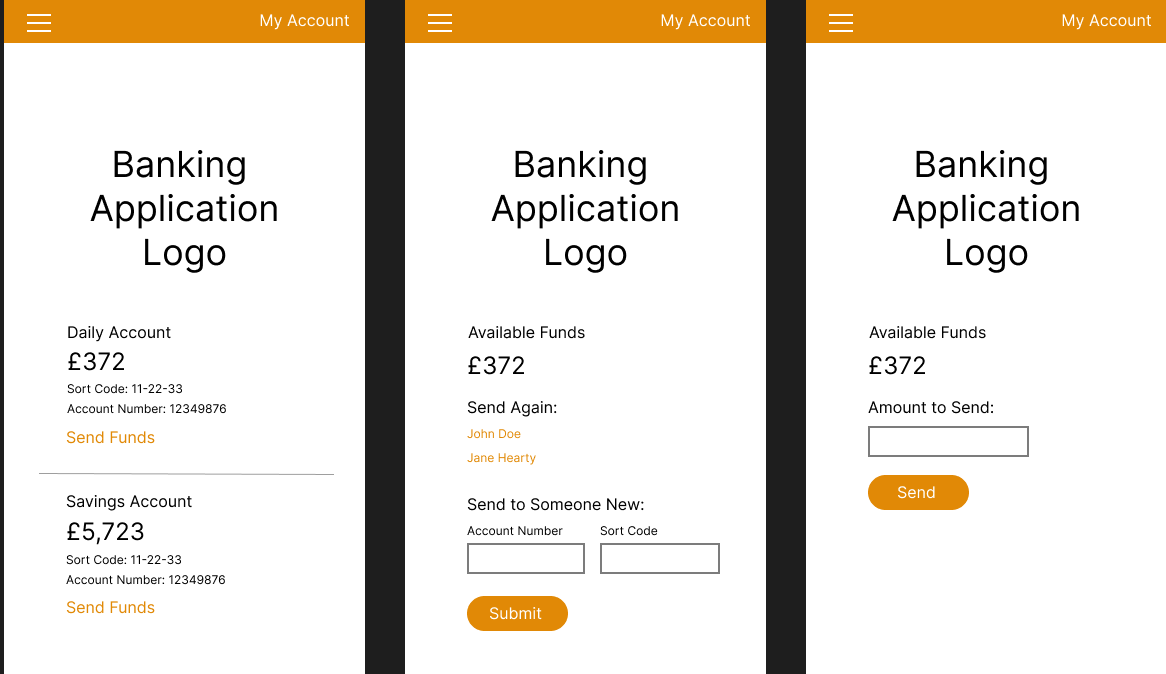 My Account
Banking
Application
Logo
Daily Account
£372
Sort Code: 11-22-33
Account Number: 12349876
Send Funds
Savings Account
£5,723
Sort Code: 11-22-33
Account Number: 12349876
Send Funds
My Account
Banking
Application
Logo
Available Funds
£372
Send Again:
John Doe
Jane Hearty
Send to Someone New:
Account Number Sort Code
Submit
My Account
Banking
Application
Logo
Available Funds
£372
Amount to Send:
Send